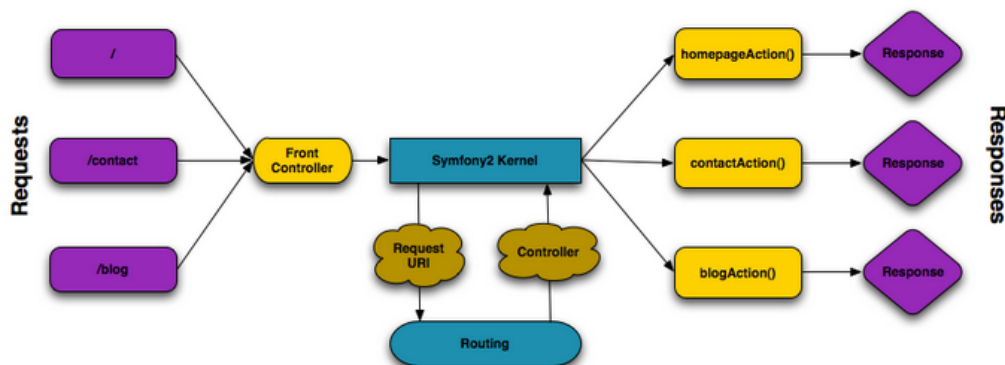 Requests
/
/contact
/blog
Front
Controller
Symfony2 Kernel
Request
URI
Controller
Routing
homepageAction()
contactAction()
blogAction()
Response
Response
Response
Responses